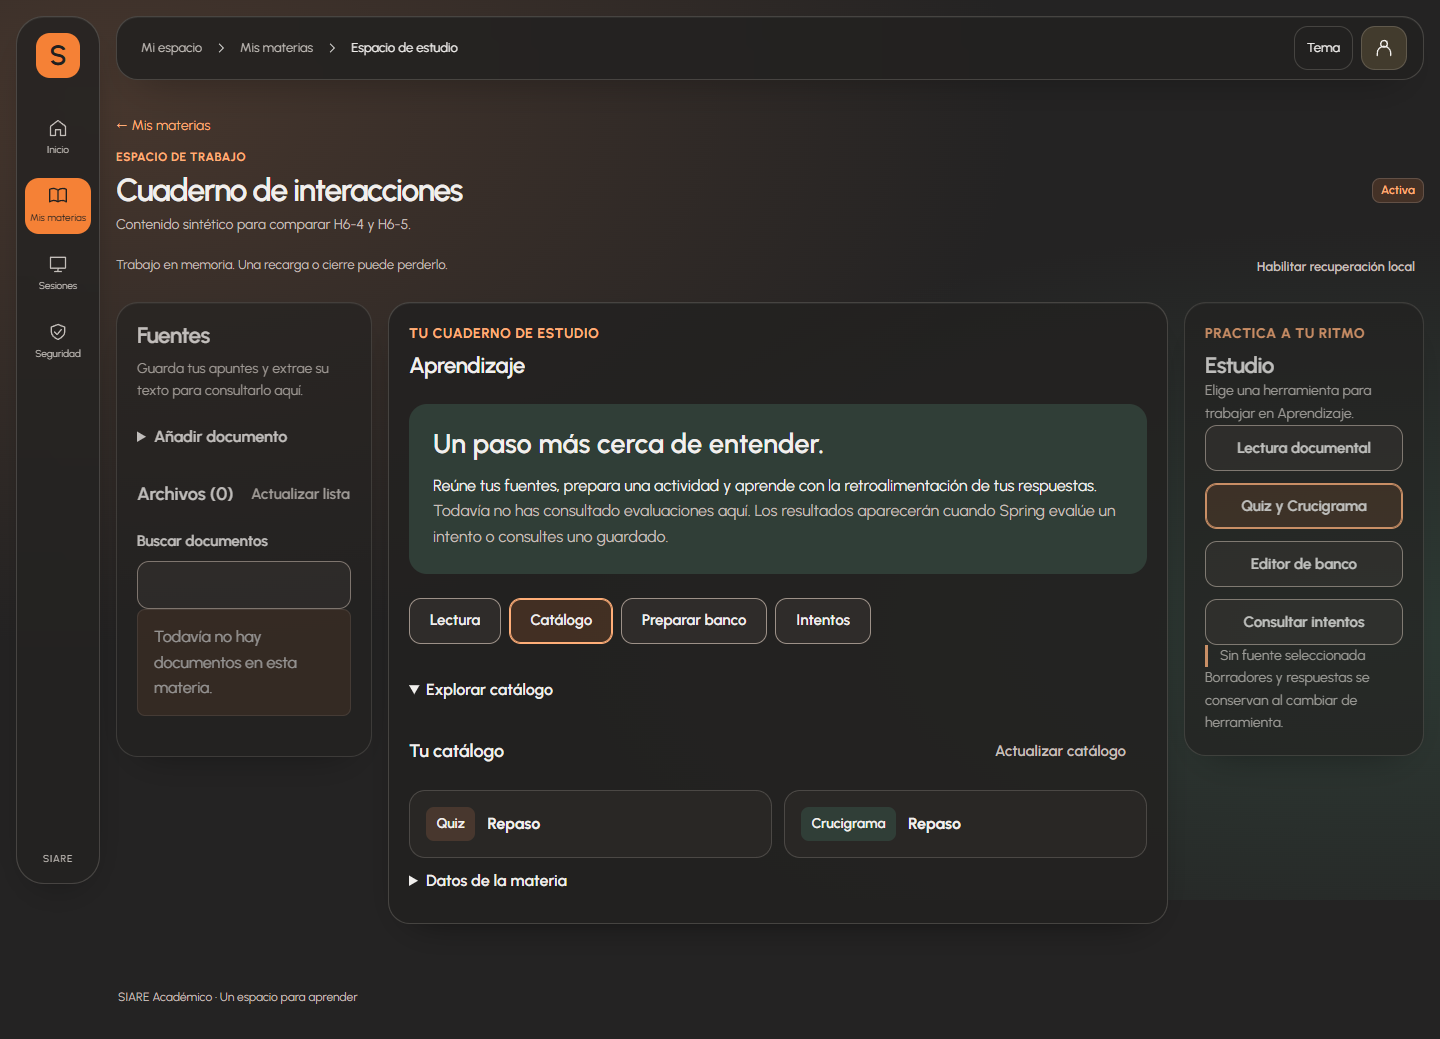 S
Mi espacio > Mis materias > Espacio de estudio
Tema
Inicio
Mis materias
Sesiones
Seguridad
SIARE
← Mis materias
ESPACIO DE TRABAJO
Cuaderno de interacciones
Activa
Contenido sintético para comparar H6-4 y H6-5.
Trabajo en memoria. Una recarga o cierre puede perderlo.
Habilitar recuperación local
Fuentes
Guarda tus apuntes y extrae su
texto para consultarlo aquí.
Añadir documento
Archivos (0)
Actualizar lista
Buscar documentos
Todavía no hay
documentos en esta
materia.
TU CUADERNO DE ESTUDIO
Aprendizaje
Un paso más cerca de entender.
Reúne tus fuentes, prepara una actividad y aprende con la retroalimentación de tus respuestas.
Todavía no has consultado evaluaciones aquí. Los resultados aparecerán cuando Spring evalúe un
intento o consultes uno guardado.
Lectura
Catálogo
Preparar banco
Intentos
Explorar catálogo
Tu catálogo
Actualizar catálogo
Quiz Repaso
Crucigrama Repaso
Datos de la materia
PRACTICA A TU RITMO
Estudio
Elige una herramienta para
trabajar en Aprendizaje.
Lectura documental
Quiz y Crucigrama
Editor de banco
Consultar intentos
Sin fuente seleccionada
Borradores y respuestas se
conservan al cambiar de
herramienta.
SIARE Académico · Un espacio para aprender